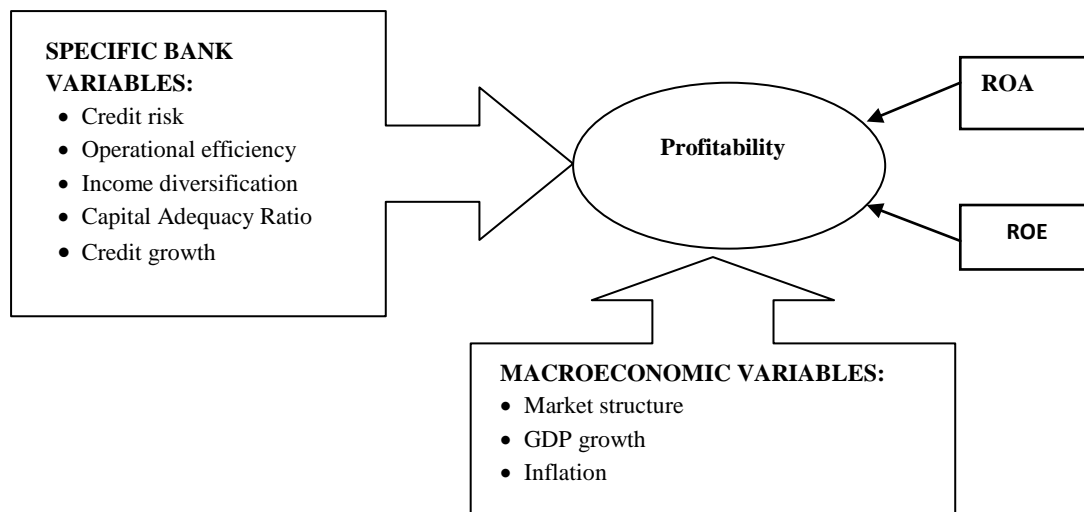 SPECIFIC BANK
VARIABLES:
• Credit risk
• Operational efficiency
• Income diversification
• Capital Adequacy Ratio
• Credit growth
Profitability
ROA
ROE
MACROECONOMIC VARIABLES:
• Market structure
• GDP growth
• Inflation